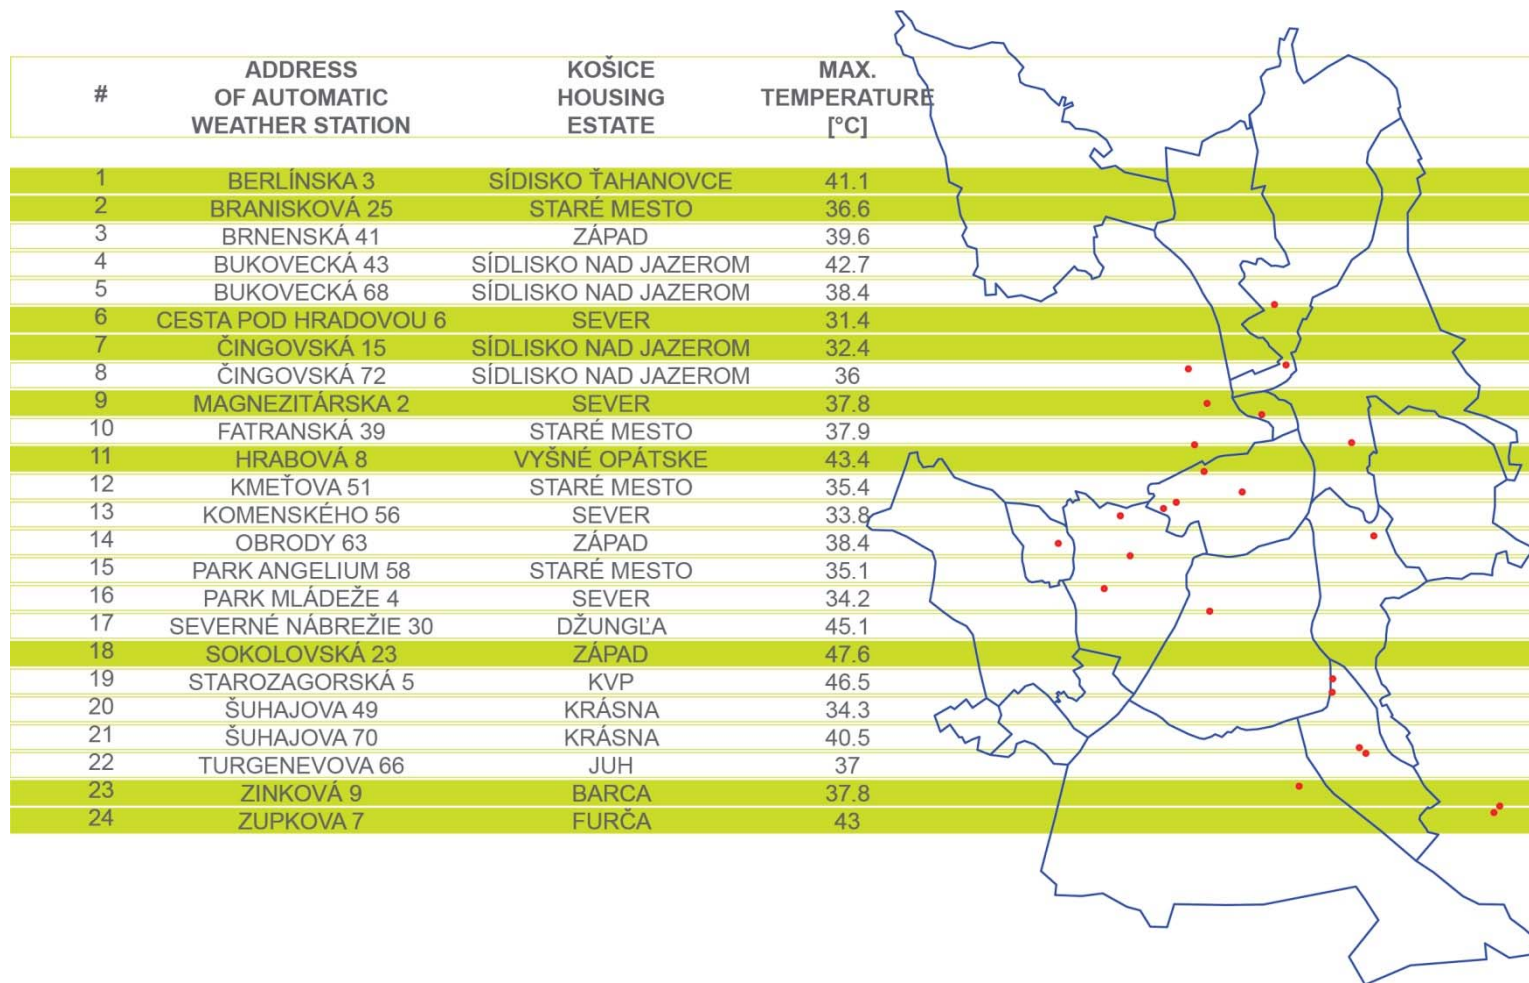 # ADDRESS OF AUTOMATIC WEATHER STATION KOŠICE HOUSING ESTATE MAX. TEMPERATURE [°C]
1 BERLÍNSKA 3 SÍDISKO ŤAHANOVCE 41.1
2 BRANISKOVÁ 25 STARÉ MESTO 36.6
3 BRNENSKÁ 41 ZÁPAD 39.6
4 BUKOVECKÁ 43 SÍDLISKO NAD JAZEROM 42.7
5 BUKOVECKÁ 68 SÍDLISKO NAD JAZEROM 38.4
6 CESTA POD HRADOVOU 6 SEVER 31.4
7 ČINGOVSKÁ 15 SÍDLISKO NAD JAZEROM 32.4
8 ČINGOVSKÁ 72 SÍDLISKO NAD JAZEROM 36
9 MAGNEZITÁRSKA 2 SEVER 37.8
10 FATRANSKÁ 39 STARÉ MESTO 37.9
11 HRABOVÁ 8 VYŠNÉ OPÁTSKE 43.4
12 KMEŤOVA 51 STARÉ MESTO 35.4
13 KOMENSKÉHO 56 SEVER 33.8
14 OBRODY 63 ZÁPAD 38.4
15 PARK ANGELIUM 58 STARÉ MESTO 35.1
16 PARK MLÁDEŽE 4 SEVER 34.2
17 SEVERNÉ NÁBREŽIE 30 DŽUNGĽA 45.1
18 SOKOLOVSKÁ 23 ZÁPAD 47.6
19 STAROZAGORSKÁ 5 KVP 46.5
20 ŠUHAJOVA 49 KRÁSNA 34.3
21 ŠUHAJOVA 70 KRÁSNA 40.5
22 TURGENEVOVA 66 JUH 37
23 ZINKOVÁ 9 BARCA 37.8
24 ZUPKOVA 7 FURČA 43